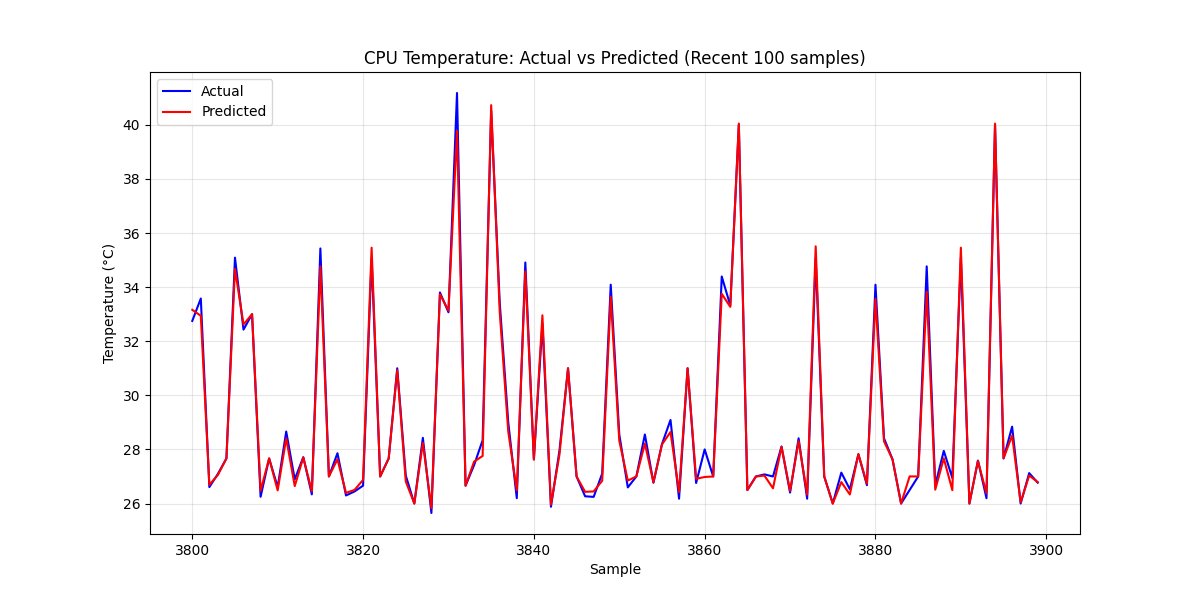 CPU Temperature: Actual vs Predicted (Recent 100 samples)
Actual
Predicted
Temperature (°C)
40
38
36
34
32
30
28
26
3800
3820
3840
3860
3880
3900
Sample